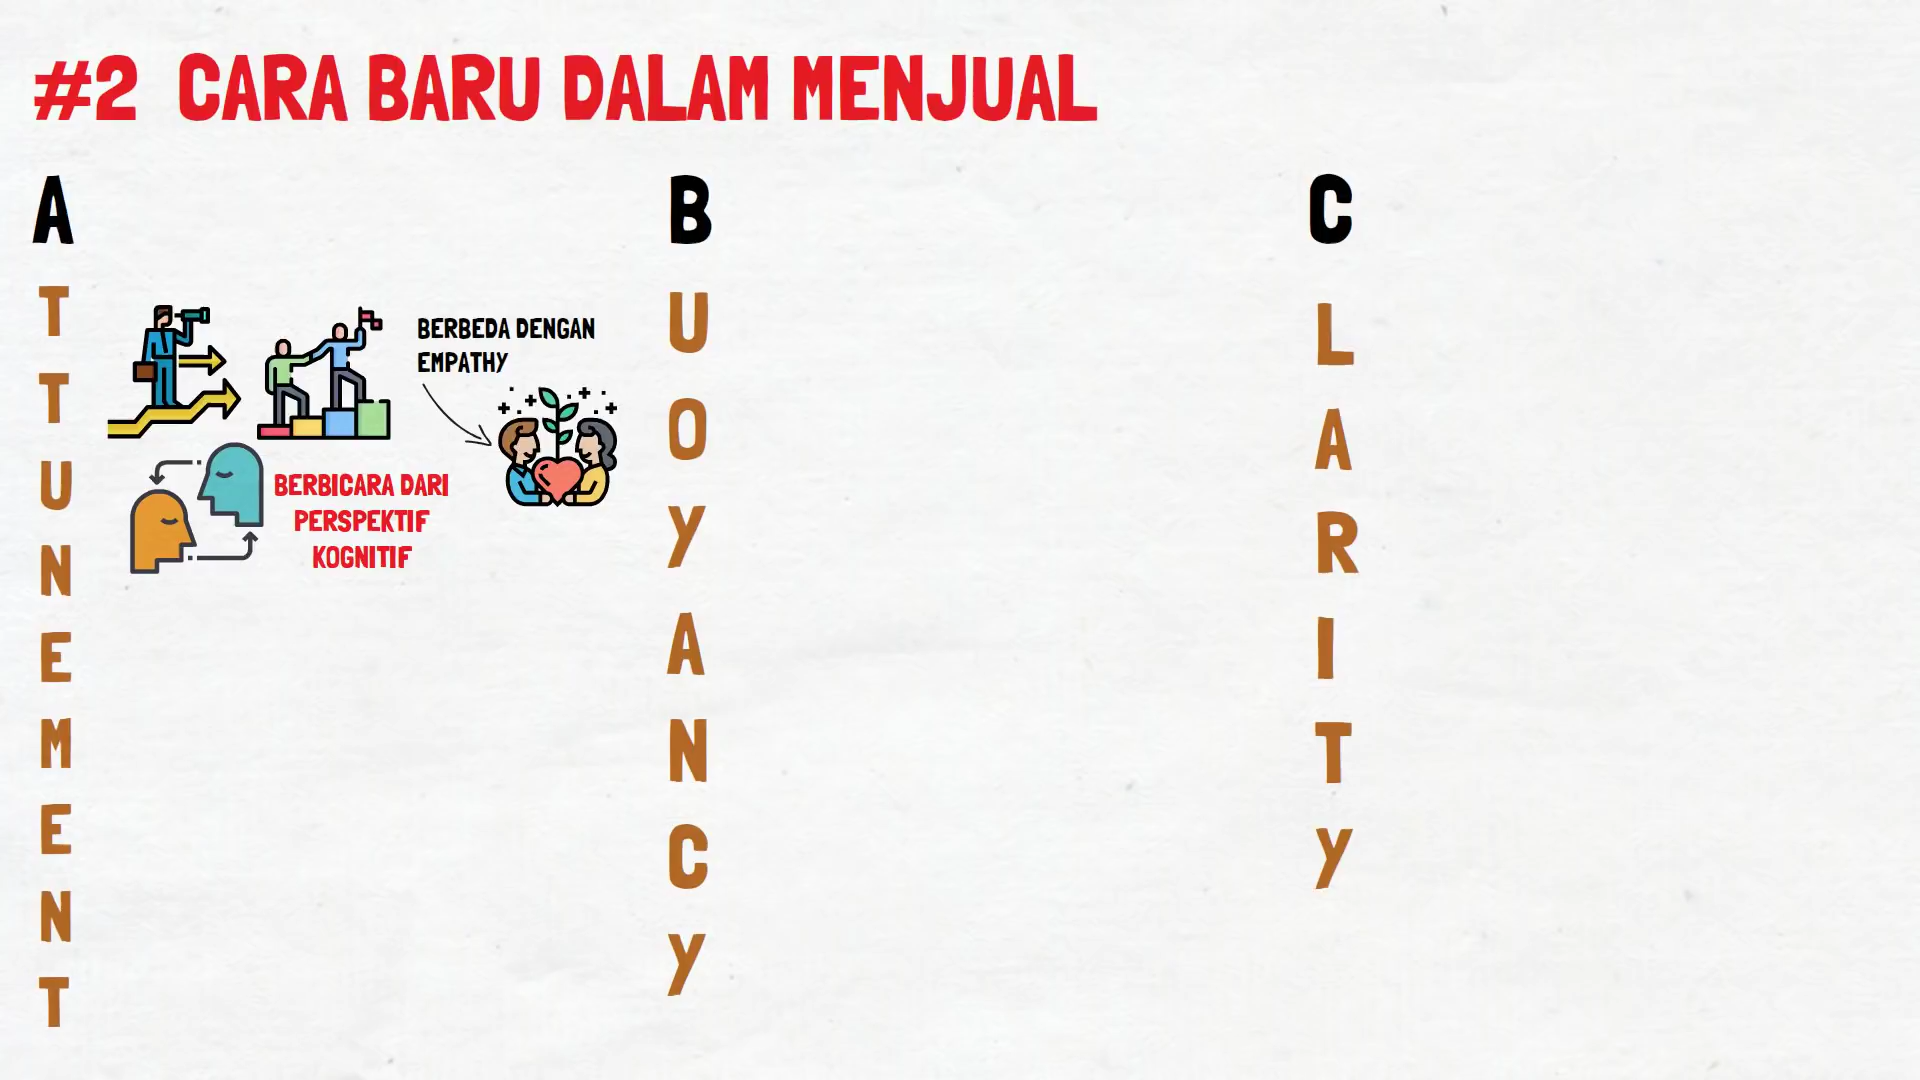 #2 CARA BARU DALAM MENJUAL
A
T
T
U
N
E
M
E
N
T
BERBEDA DENGAN
EMPATHY
BERBICARA DARI
PERSPEKTIF
KOGNITIF
B
U
O
Y
A
N
C
Y
C
L
A
R
I
T
Y